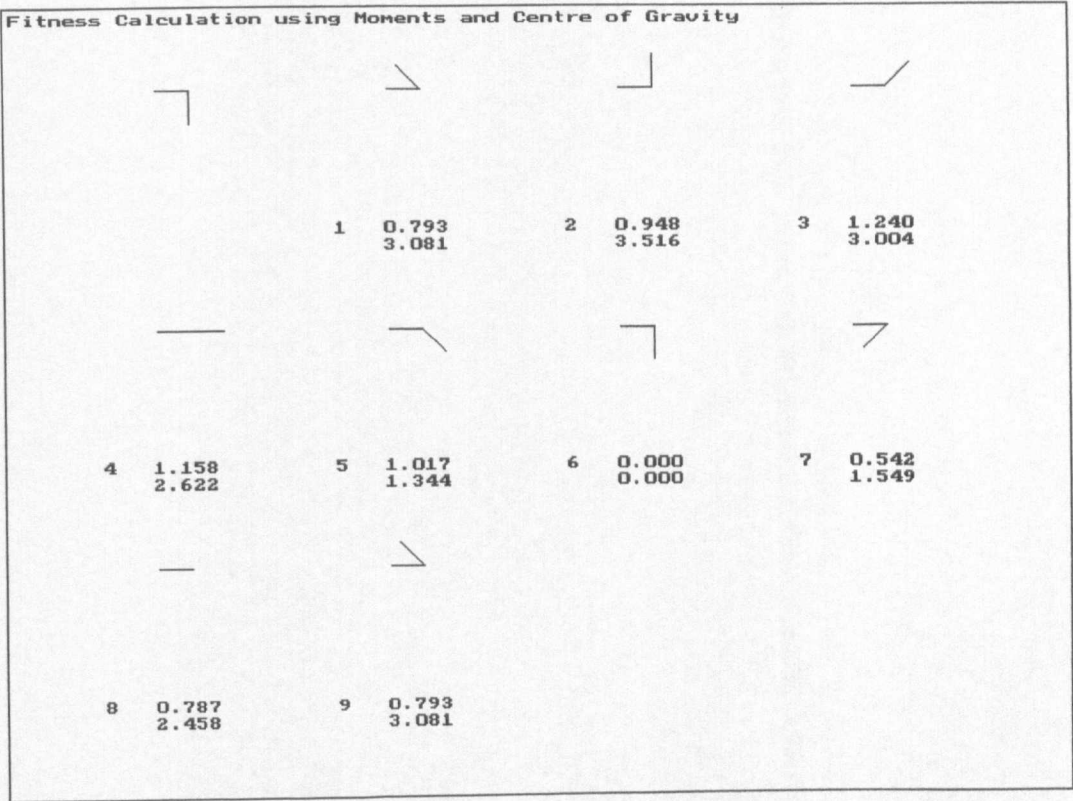 Fitness Calculation using Moments and Centre of Gravity
1 0.793 2 0.948 3 1.240
3.081 3.516 3.004
4 1.158 5 1.017 6 0.000 7 0.542
2.622 1.344 0.000 1.549
8 0.787 9 0.793
2.458 3.081